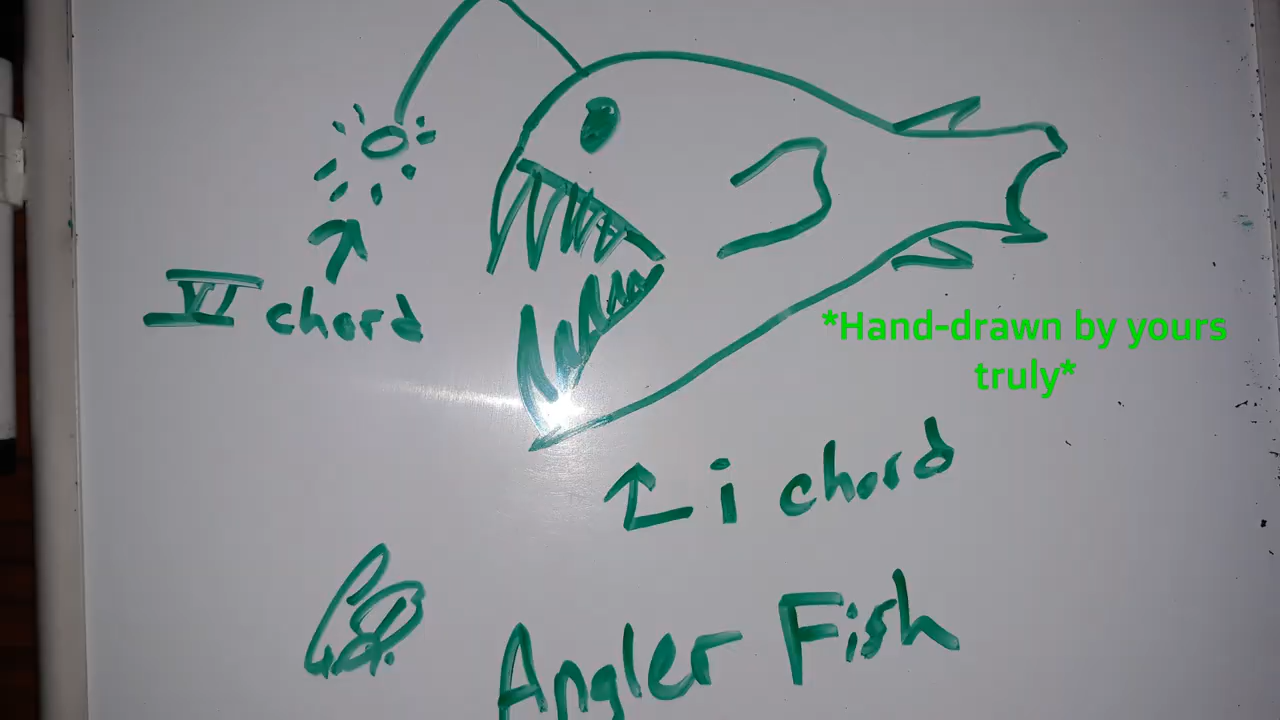 VI chord
*Hand-drawn by yours
truly*
i chord
Angler Fish